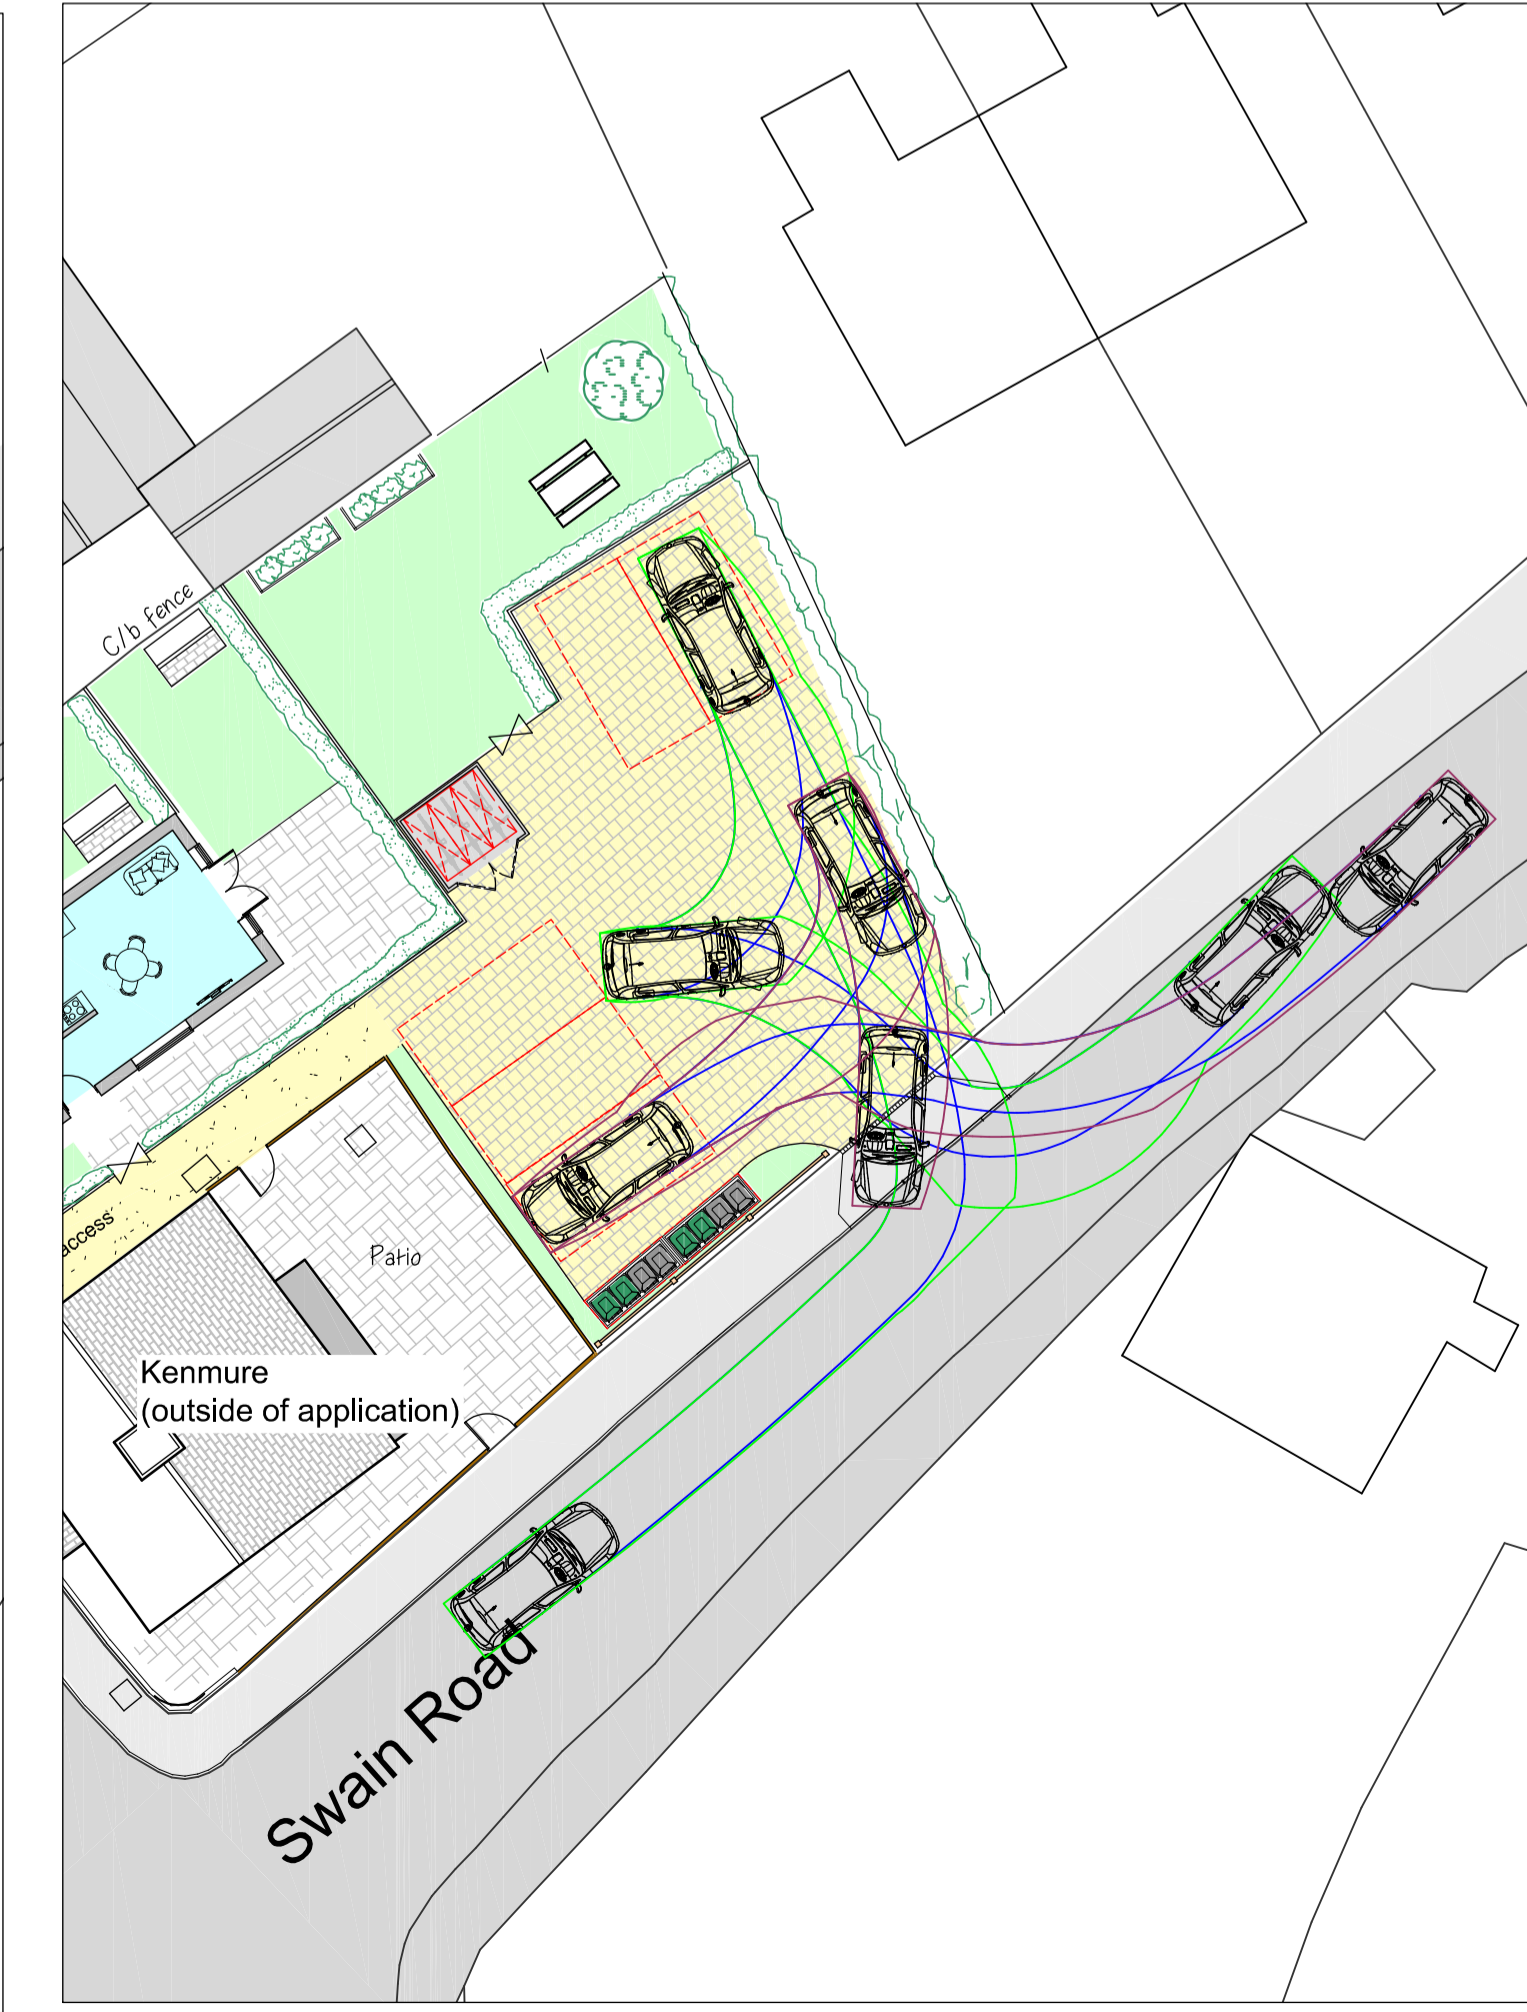 C/b fence
access
Patio
Kenmure
(outside of application)
Swain Road